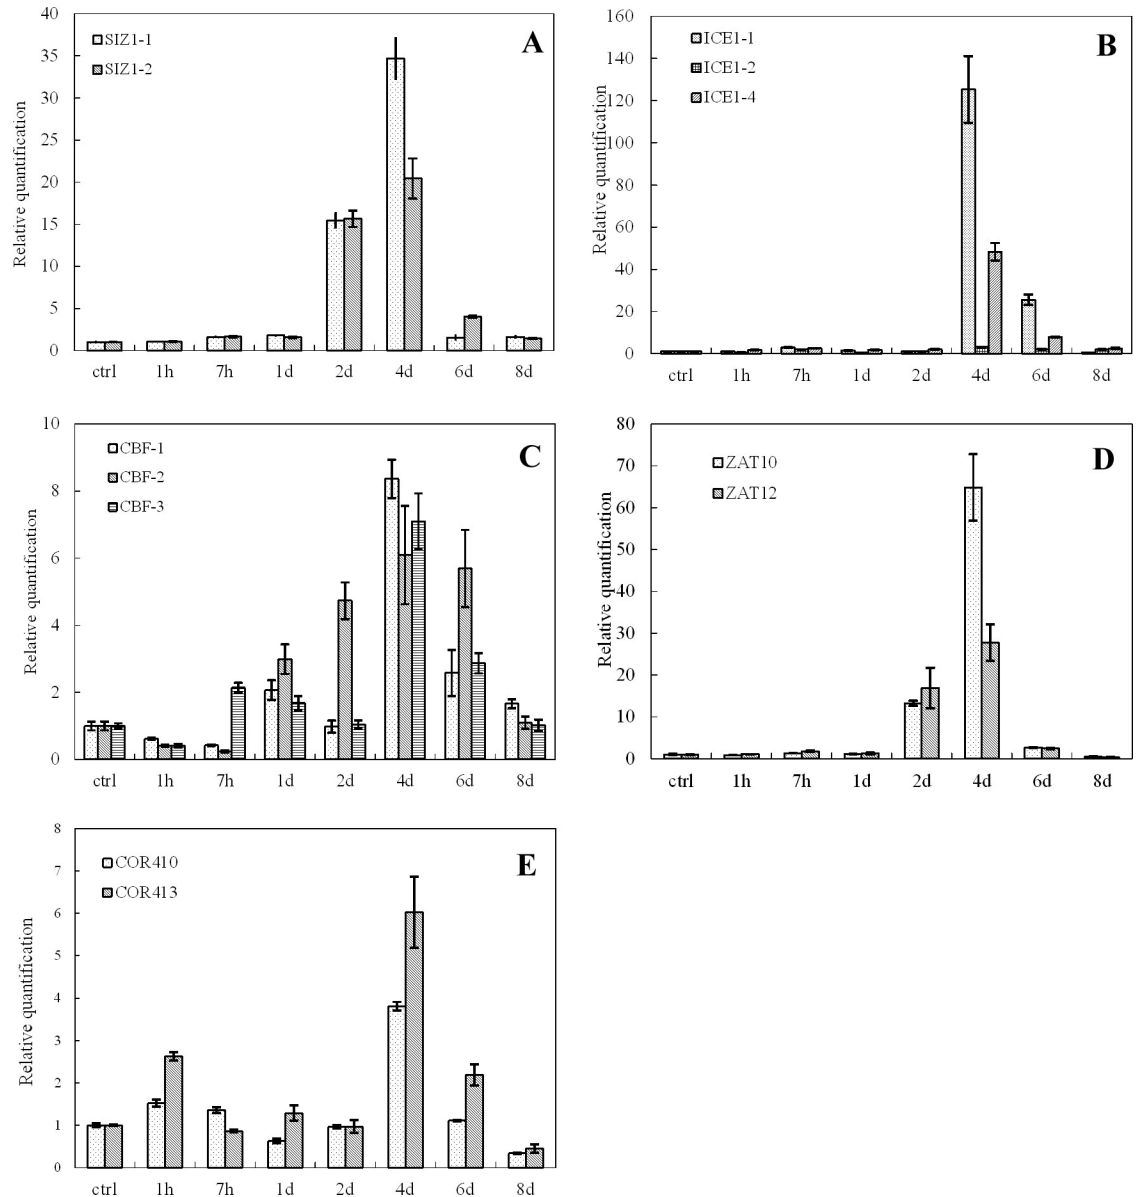 A
SIZ1-1
SIZ1-2
Relative quantification
40
35
30
25
20
15
10
5
0
ctrl 1h 7h 1d 2d 4d 6d 8d
B
ICE1-1
ICE1-2
ICE1-4
Relative quantification
160
140
120
100
80
60
40
20
0
ctrl 1h 7h 1d 2d 4d 6d 8d
C
CBF-1
CBF-2
CBF-3
Relative quantification
10
8
6
4
2
0
ctrl 1h 7h 1d 2d 4d 6d 8d
D
ZAT10
ZAT12
Relative quantification
80
70
60
50
40
30
20
10
0
ctrl 1h 7h 1d 2d 4d 6d 8d
E
COR410
COR413
Relative quantification
8
7
6
5
4
3
2
1
0
ctrl 1h 7h 1d 2d 4d 6d 8d